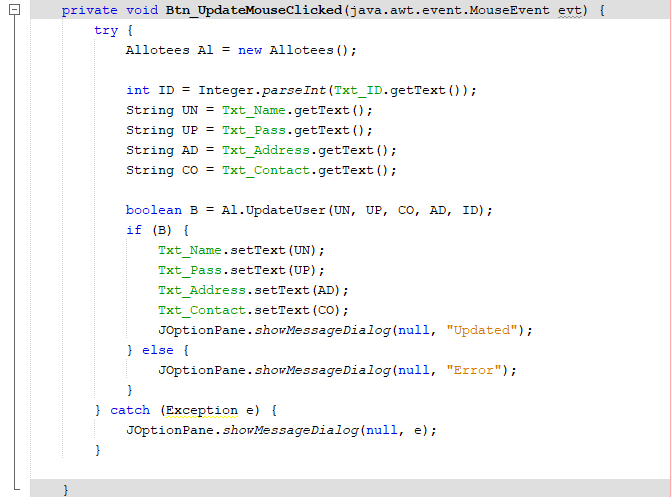 private void Btn_UpdateMouseClicked(java.awt.event.MouseEvent evt) {
try {
Allotees Al = new Allotees();
int ID = Integer.parseInt(Txt_ID.getText());
String UN = Txt_Name.getText();
String UP = Txt_Pass.getText();
String AD = Txt_Address.getText();
String CO = Txt_Contact.getText();
boolean B = Al.UpdateUser(UN, UP, CO, AD, ID);
if (B) {
Txt_Name.setText(UN);
Txt_Pass.setText(UP);
Txt_Address.setText(AD);
Txt_Contact.setText(CO);
JOptionPane.showMessageDialog(null, "Updated");
} else {
JOptionPane.showMessageDialog(null, "Error");
}
} catch (Exception e) {
JOptionPane.showMessageDialog(null, e);
}
}